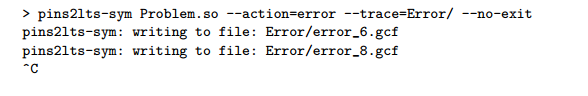 > pins2lts-sym Problem.so --action=error --trace=Error/ --no-exit
pins2lts-sym: writing to file: Error/error_6.gcf
pins2lts-sym: writing to file: Error/error_8.gcf
^C